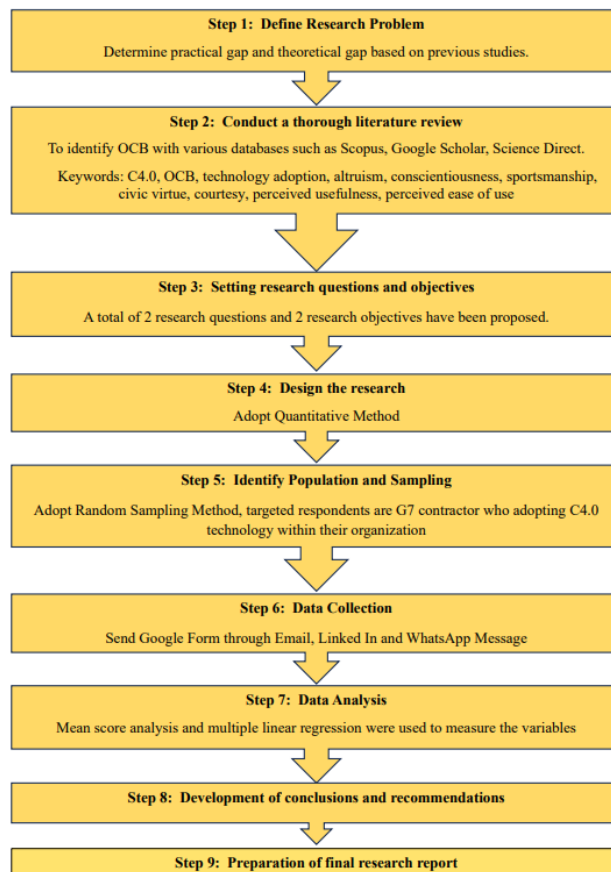 Step 1: Define Research Problem
Determine practical gap and theoretical gap based on previous studies.
Step 2: Conduct a thorough literature review
To identify OCB with various databases such as Scopus, Google Scholar, Science Direct.
Keywords: C4.0, OCB, technology adoption, altruism, conscientiousness, sportsmanship,
civic virtue, courtesy, perceived usefulness, perceived ease of use
Step 3: Setting research questions and objectives
A total of 2 research questions and 2 research objectives have been proposed.
Step 4: Design the research
Adopt Quantitative Method
Step 5: Identify Population and Sampling
Adopt Random Sampling Method, targeted respondents are G7 contractor who adopting C4.0
technology within their organization
Step 6: Data Collection
Send Google Form through Email, Linked In and WhatsApp Message
Step 7: Data Analysis
Mean score analysis and multiple linear regression were used to measure the variables
Step 8: Development of conclusions and recommendations
Step 9: Preparation of final research report